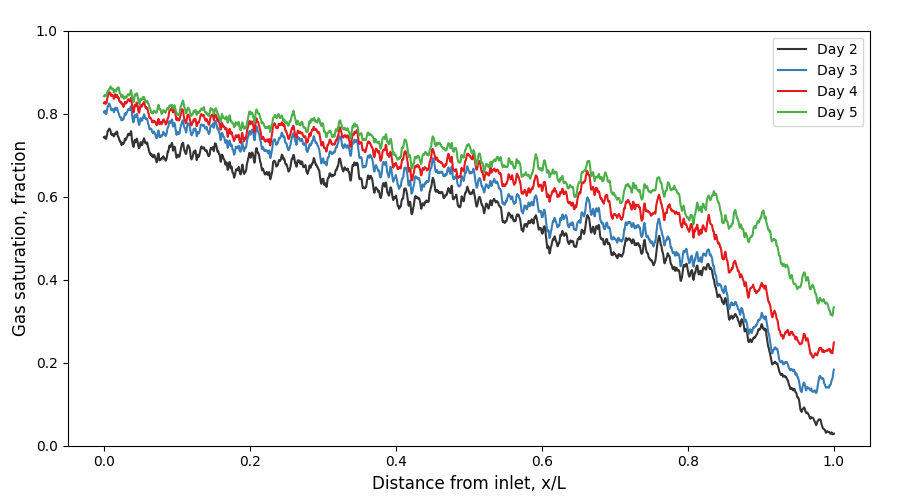 1.0
0.8
0.6
0.4
0.2
0.0
Gas saturation, fraction
Day 2
Day 3
Day 4
Day 5
0.0 0.2 0.4 0.6 0.8 1.0
Distance from inlet, x/L